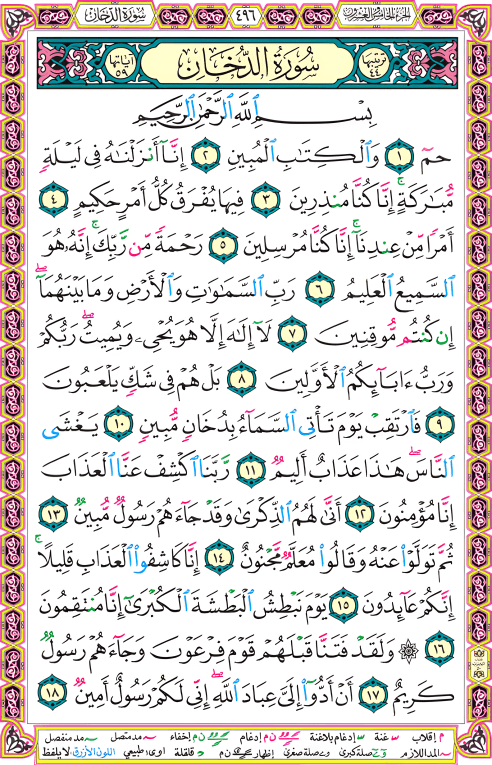 الجزء الخامس والعشرون ٤٩٦ سورة الدخان
ترتيبها ٤٤ سُورَةُ الدُّخَانِ آياتها ٥٩
بِسْمِ ٱللَّهِ ٱلرَّحْمَٰنِ ٱلرَّحِيمِ
حمٓ ١ وَٱلْكِتَٰبِ ٱلْمُبِينِ ٢ إِنَّآ أَنزَلْنَٰهُ فِى لَيْلَةٍ
مُّبَٰرَكَةٍ ۚ إِنَّا كُنَّا مُنذِرِينَ ٣ فِيهَا يُفْرَقُ كُلُّ أَمْرٍ حَكِيمٍ ٤
أَمْرًا مِّنْ عِندِنَآ ۚ إِنَّا كُنَّا مُرْسِلِينَ ٥ رَحْمَةً مِّن رَّبِّكَ ۚ إِنَّهُۥ هُوَ
ٱلسَّمِيعُ ٱلْعَلِيمُ ٦ رَبِّ ٱلسَّمَٰوَٰتِ وَٱلْأَرْضِ وَمَا بَيْنَهُمَآ ۖ
إِن كُنتُم مُّوقِنِينَ ٧ لَآ إِلَٰهَ إِلَّا هُوَ يُحْىِۦ وَيُمِيتُ ۖ رَبُّكُمْ
وَرَبُّ ءَابَآئِكُمُ ٱلْأَوَّلِينَ ٨ بَلْ هُمْ فِى شَكٍّ يَلْعَبُونَ
٩ فَٱرْتَقِبْ يَوْمَ تَأْتِى ٱلسَّمَآءُ بِدُخَانٍ مُّبِينٍ ١٠ يَغْشَى
ٱلنَّاسَ ۖ هَٰذَا عَذَابٌ أَلِيمٌ ١١ رَّبَّنَا ٱكْشِفْ عَنَّا ٱلْعَذَابَ
إِنَّا مُؤْمِنُونَ ١٢ أَنَّىٰ لَهُمُ ٱلذِّكْرَىٰ وَقَدْ جَآءَهُمْ رَسُولٌ مُّبِينٌ ١٣
ثُمَّ تَوَلَّوْا۟ عَنْهُ وَقَالُوا۟ مُعَلَّمٌ مَّجْنُونٌ ١٤ إِنَّا كَاشِفُوا۟ ٱلْعَذَابِ قَلِيلًا ۚ
إِنَّكُمْ عَآئِدُونَ ١٥ يَوْمَ نَبْطِشُ ٱلْبَطْشَةَ ٱلْكُبْرَىٰٓ إِنَّا مُنتَقِمُونَ
١٦ ۞ وَلَقَدْ فَتَنَّا قَبْلَهُمْ قَوْمَ فِرْعَوْنَ وَجَآءَهُمْ رَسُولٌ
كَرِيمٌ ١٧ أَنْ أَدُّوٓا۟ إِلَىَّ عِبَادَ ٱللَّهِ ۖ إِنِّى لَكُمْ رَسُولٌ أَمِينٌ ١٨
م إقلاب غنة إدغام بلاغنة ن م إدغام ن م إخفاء مد متصل مد منفصل
المد اللازم صلة كبرى وصلة صغرى إظهار ن م قلقلة اوى: طبيعي اللون الأزرق: لا يلفظ